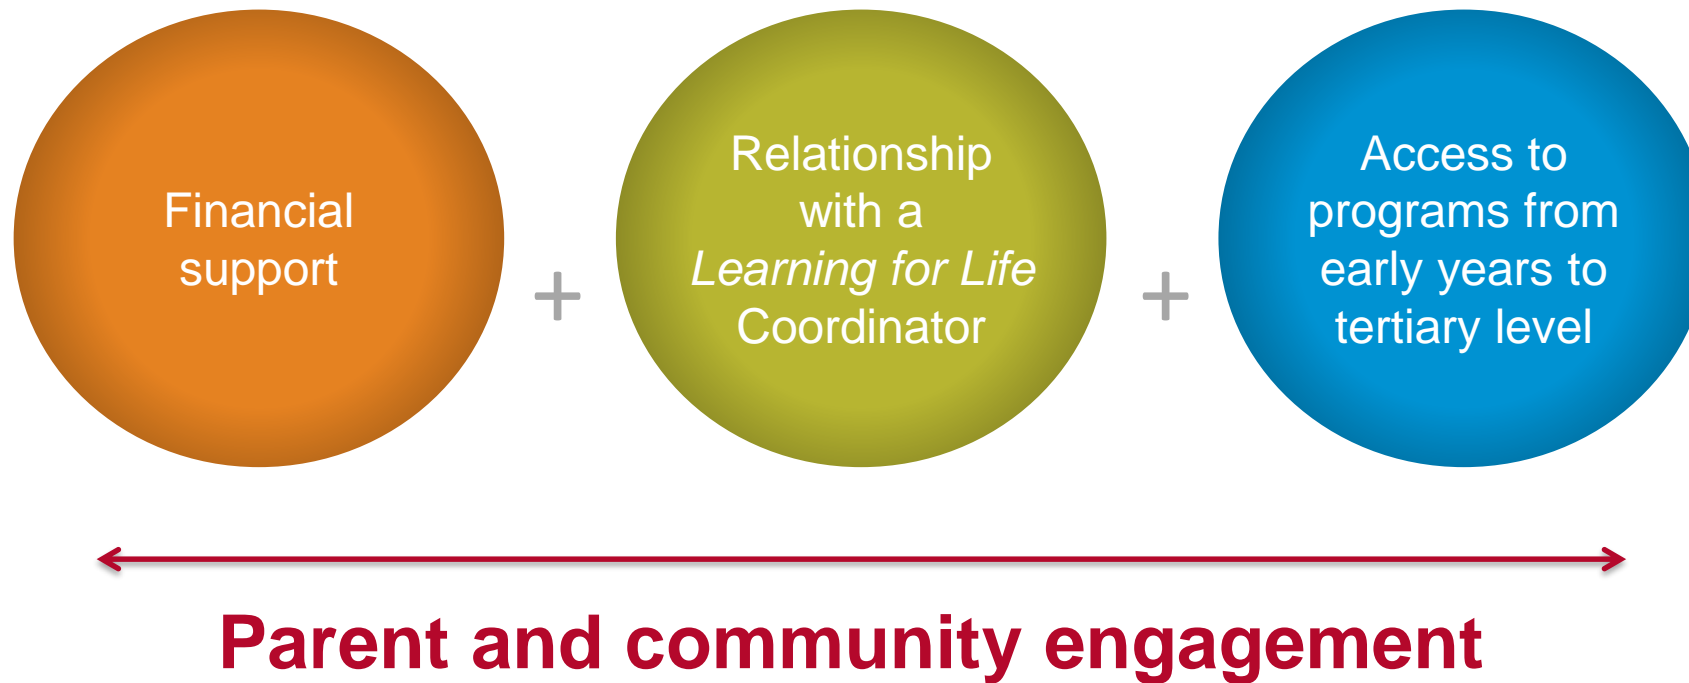 Financial
support
+
Relationship
with a
Learning for Life
Coordinator
+
Access to
programs from
early years to
tertiary level
Parent and community engagement